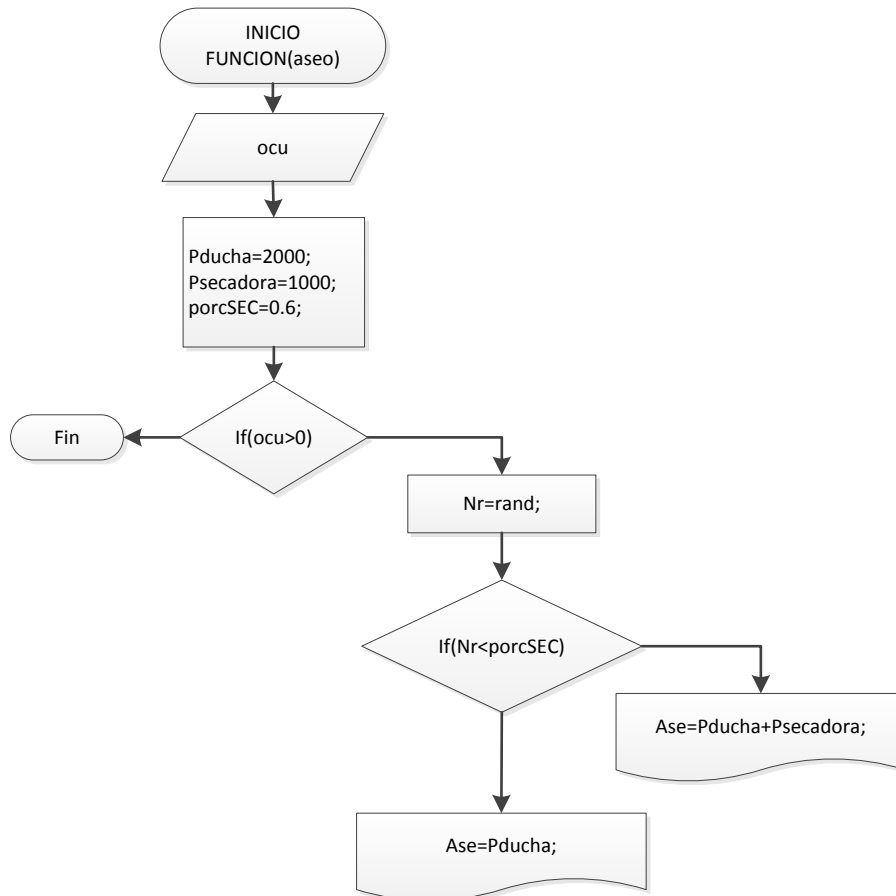 INICIO
FUNCION(aseo)
ocu
Pducha=2000;
Psecadora=1000;
porcSEC=0.6;
If(ocu>0)
Fin
Nr=rand;
If(Nr<porcSEC)
Ase=Pducha+Psecadora;
Ase=Pducha;